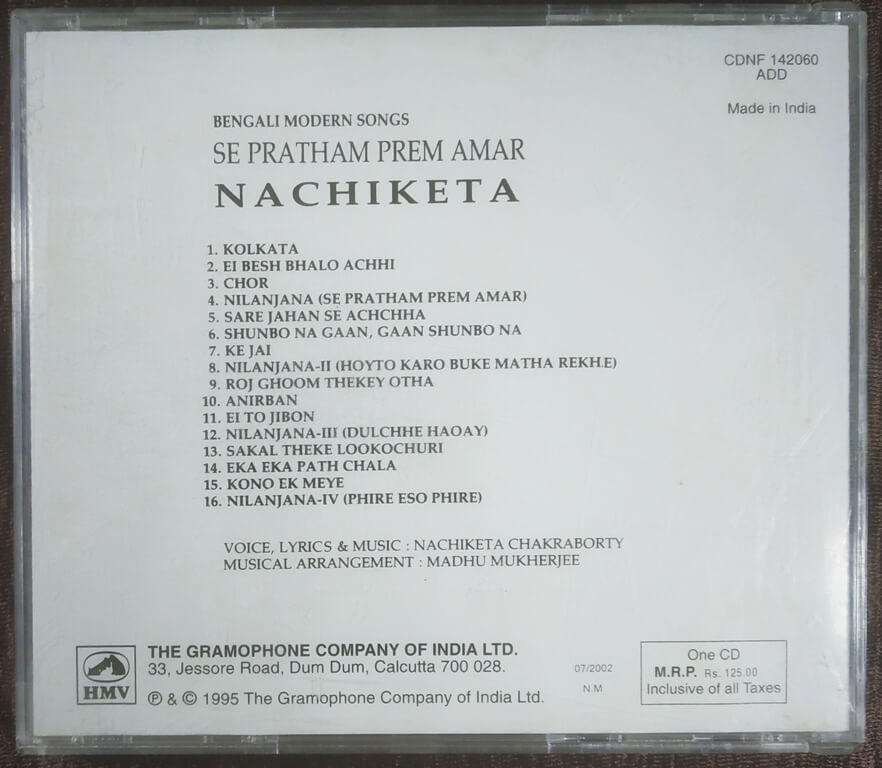 CDNF 142060
ADD
Made in India
BENGALI MODERN SONGS
SE PRATHAM PREM AMAR
NACHIKETA
1. KOLKATA
2. EI BESH BHALO ACHHI
3. CHOR
4. NILANJANA (SE PRATHAM PREM AMAR)
5. SARE JAHAN SE ACHCHHA
6. SHUNBO NA GAAN, GAAN SHUNBO NA
7. KE JAI
8. NILANJANA-II (HOYTO KARO BUKE MATHA REKHE)
9. ROJ GHOOM THEKEY OTHA
10. ANIRBAN
11. EI TO JIBON
12. NILANJANA-III (DULCHHE HAOAY)
13. SAKAL THEKE LOOKOCHURI
14. EKA EKA PATH CHALA
15. KONO EK MEYE
16. NILANJANA-IV (PHIRE ESO PHIRE)
VOICE, LYRICS & MUSIC : NACHIKETA CHAKRABORTY
MUSICAL ARRANGEMENT : MADHU MUKHERJEE
HMV
THE GRAMOPHONE COMPANY OF INDIA LTD.
33, Jessore Road, Dum Dum, Calcutta 700 028.
℗ & © 1995 The Gramophone Company of India Ltd.
07/2002
N.M
One CD
M.R.P. Rs. 125.00
Inclusive of all Taxes